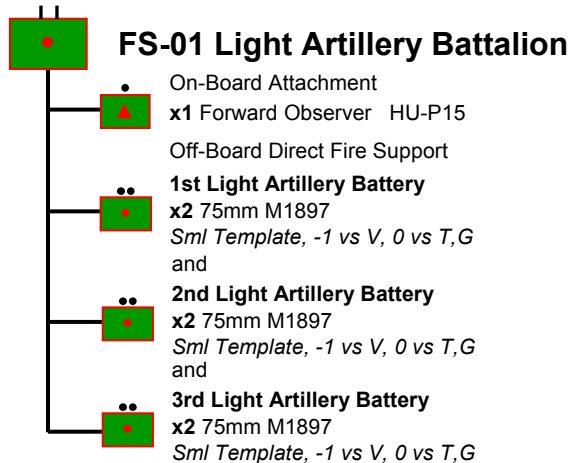 FS-01 Light Artillery Battalion
On-Board Attachment
x1 Forward Observer HU-P15
Off-Board Direct Fire Support
1st Light Artillery Battery
x2 75mm M1897
Sml Template, -1 vs V, 0 vs T,G
and
2nd Light Artillery Battery
x2 75mm M1897
Sml Template, -1 vs V, 0 vs T,G
and
3rd Light Artillery Battery
x2 75mm M1897
Sml Template, -1 vs V, 0 vs T,G